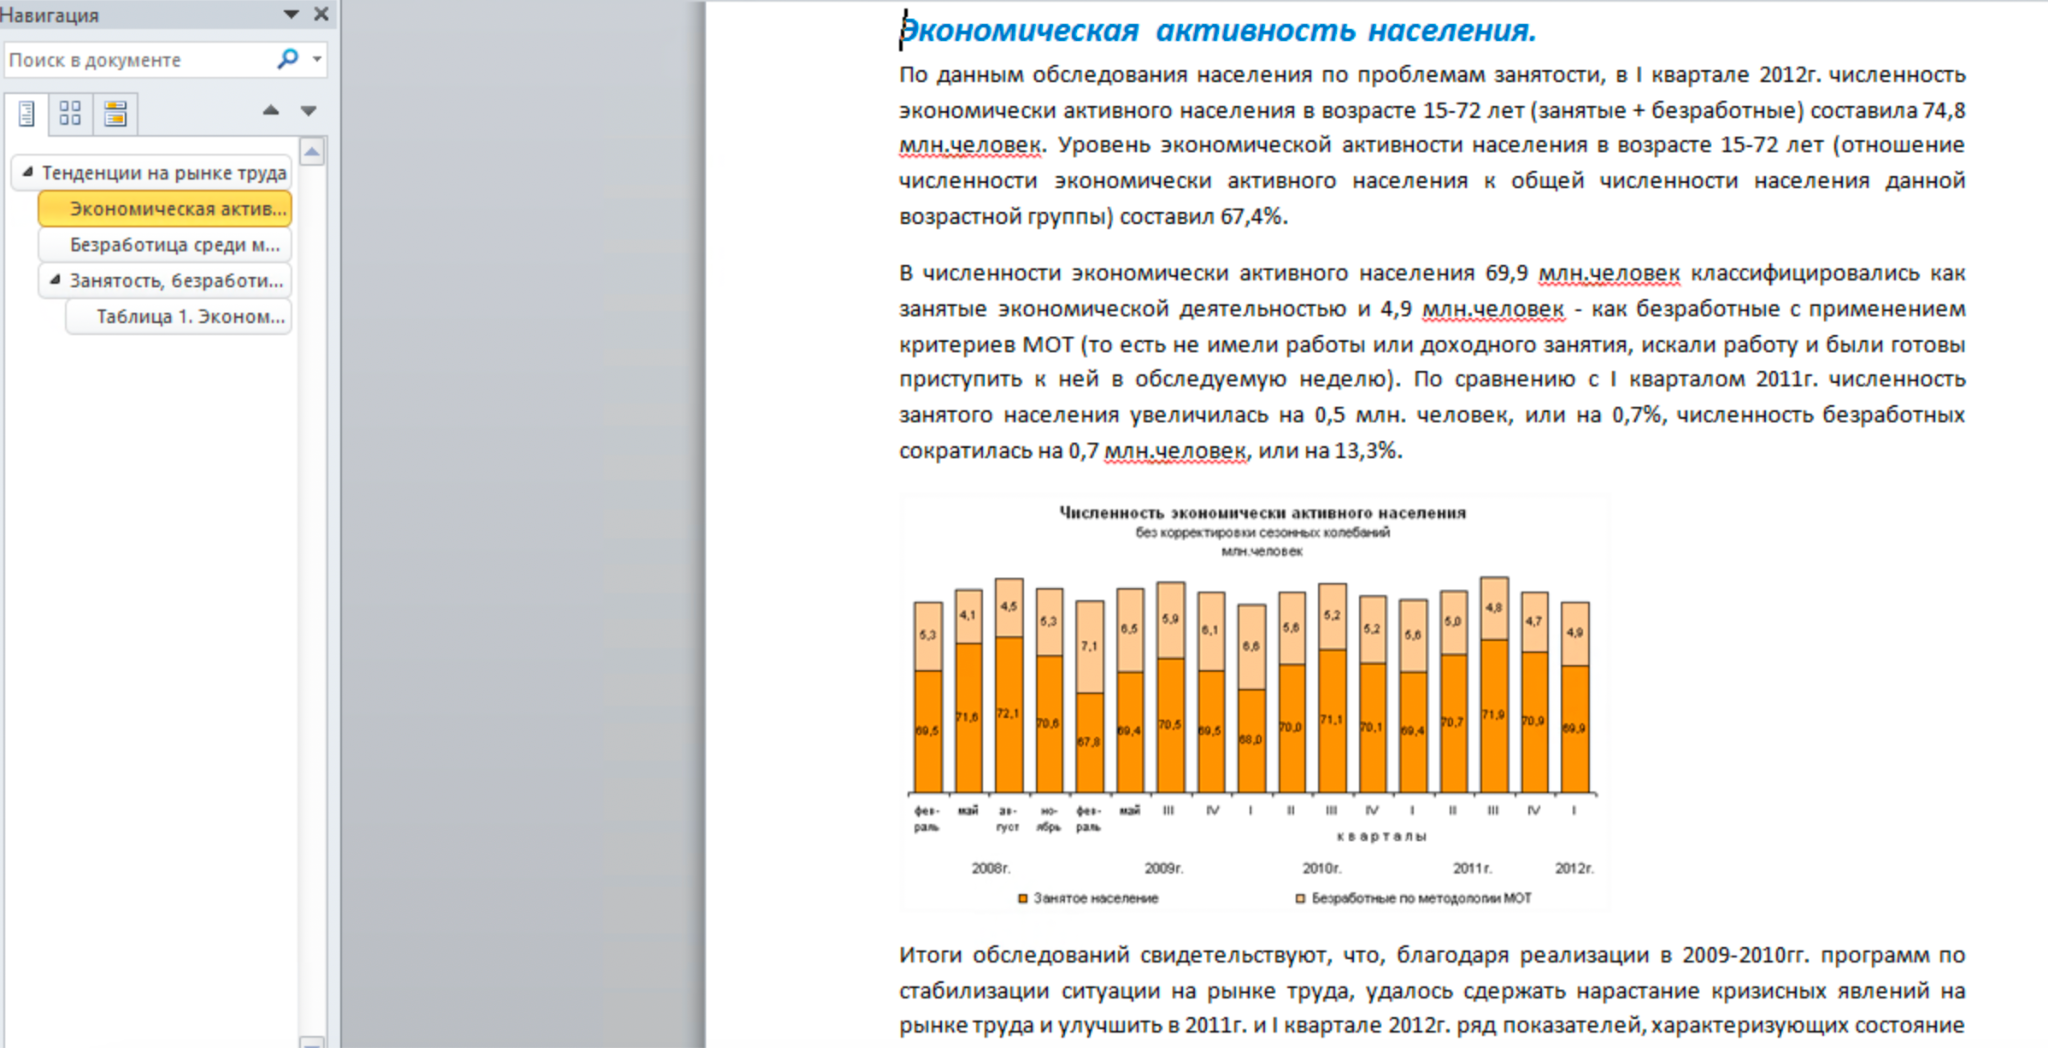 Навигация
Поиск в документе
Тенденции на рынке труда
Экономическая актив...
Безработица среди м...
Занятость, безработи...
Таблица 1. Эконом...
Экономическая активность населения.
По данным обследования населения по проблемам занятости, в I квартале 2012г. численность
экономически активного населения в возрасте 15-72 лет (занятые + безработные) составила 74,8
млн.человек. Уровень экономической активности населения в возрасте 15-72 лет (отношение
численности экономически активного населения к общей численности населения данной
возрастной группы) составил 67,4%.
В численности экономически активного населения 69,9 млн.человек классифицировались как
занятые экономической деятельностью и 4,9 млн.человек - как безработные с применением
критериев МОТ (то есть не имели работы или доходного занятия, искали работу и были готовы
приступить к ней в обследуемую неделю). По сравнению с I кварталом 2011г. численность
занятого населения увеличилась на 0,5 млн. человек, или на 0,7%, численность безработных
сократилась на 0,7 млн.человек, или на 13,3%.
Численность экономически активного населения
без корректировки сезонных колебаний
млн.человек
5,3 4,1 4,5 5,3 7,1 6,5 5,9 6,1 6,6 5,6 5,2 5,2 5,6 5,0 4,8 4,7 4,9
69,5 71,6 72,1 70,6 67,8 69,4 70,5 69,5 68,0 70,0 71,1 70,1 69,4 70,7 71,9 70,9 69,9
фев- май ав- но- фев- май III IV I II III IV I II III IV I
раль густ ябрь раль
кварталы
2008г. 2009г. 2010г. 2011г. 2012г.
Занятое население Безработные по методологии МОТ
Итоги обследований свидетельствуют, что, благодаря реализации в 2009-2010гг. программ по
стабилизации ситуации на рынке труда, удалось сдержать нарастание кризисных явлений на
рынке труда и улучшить в 2011г. и I квартале 2012г. ряд показателей, характеризующих состояние